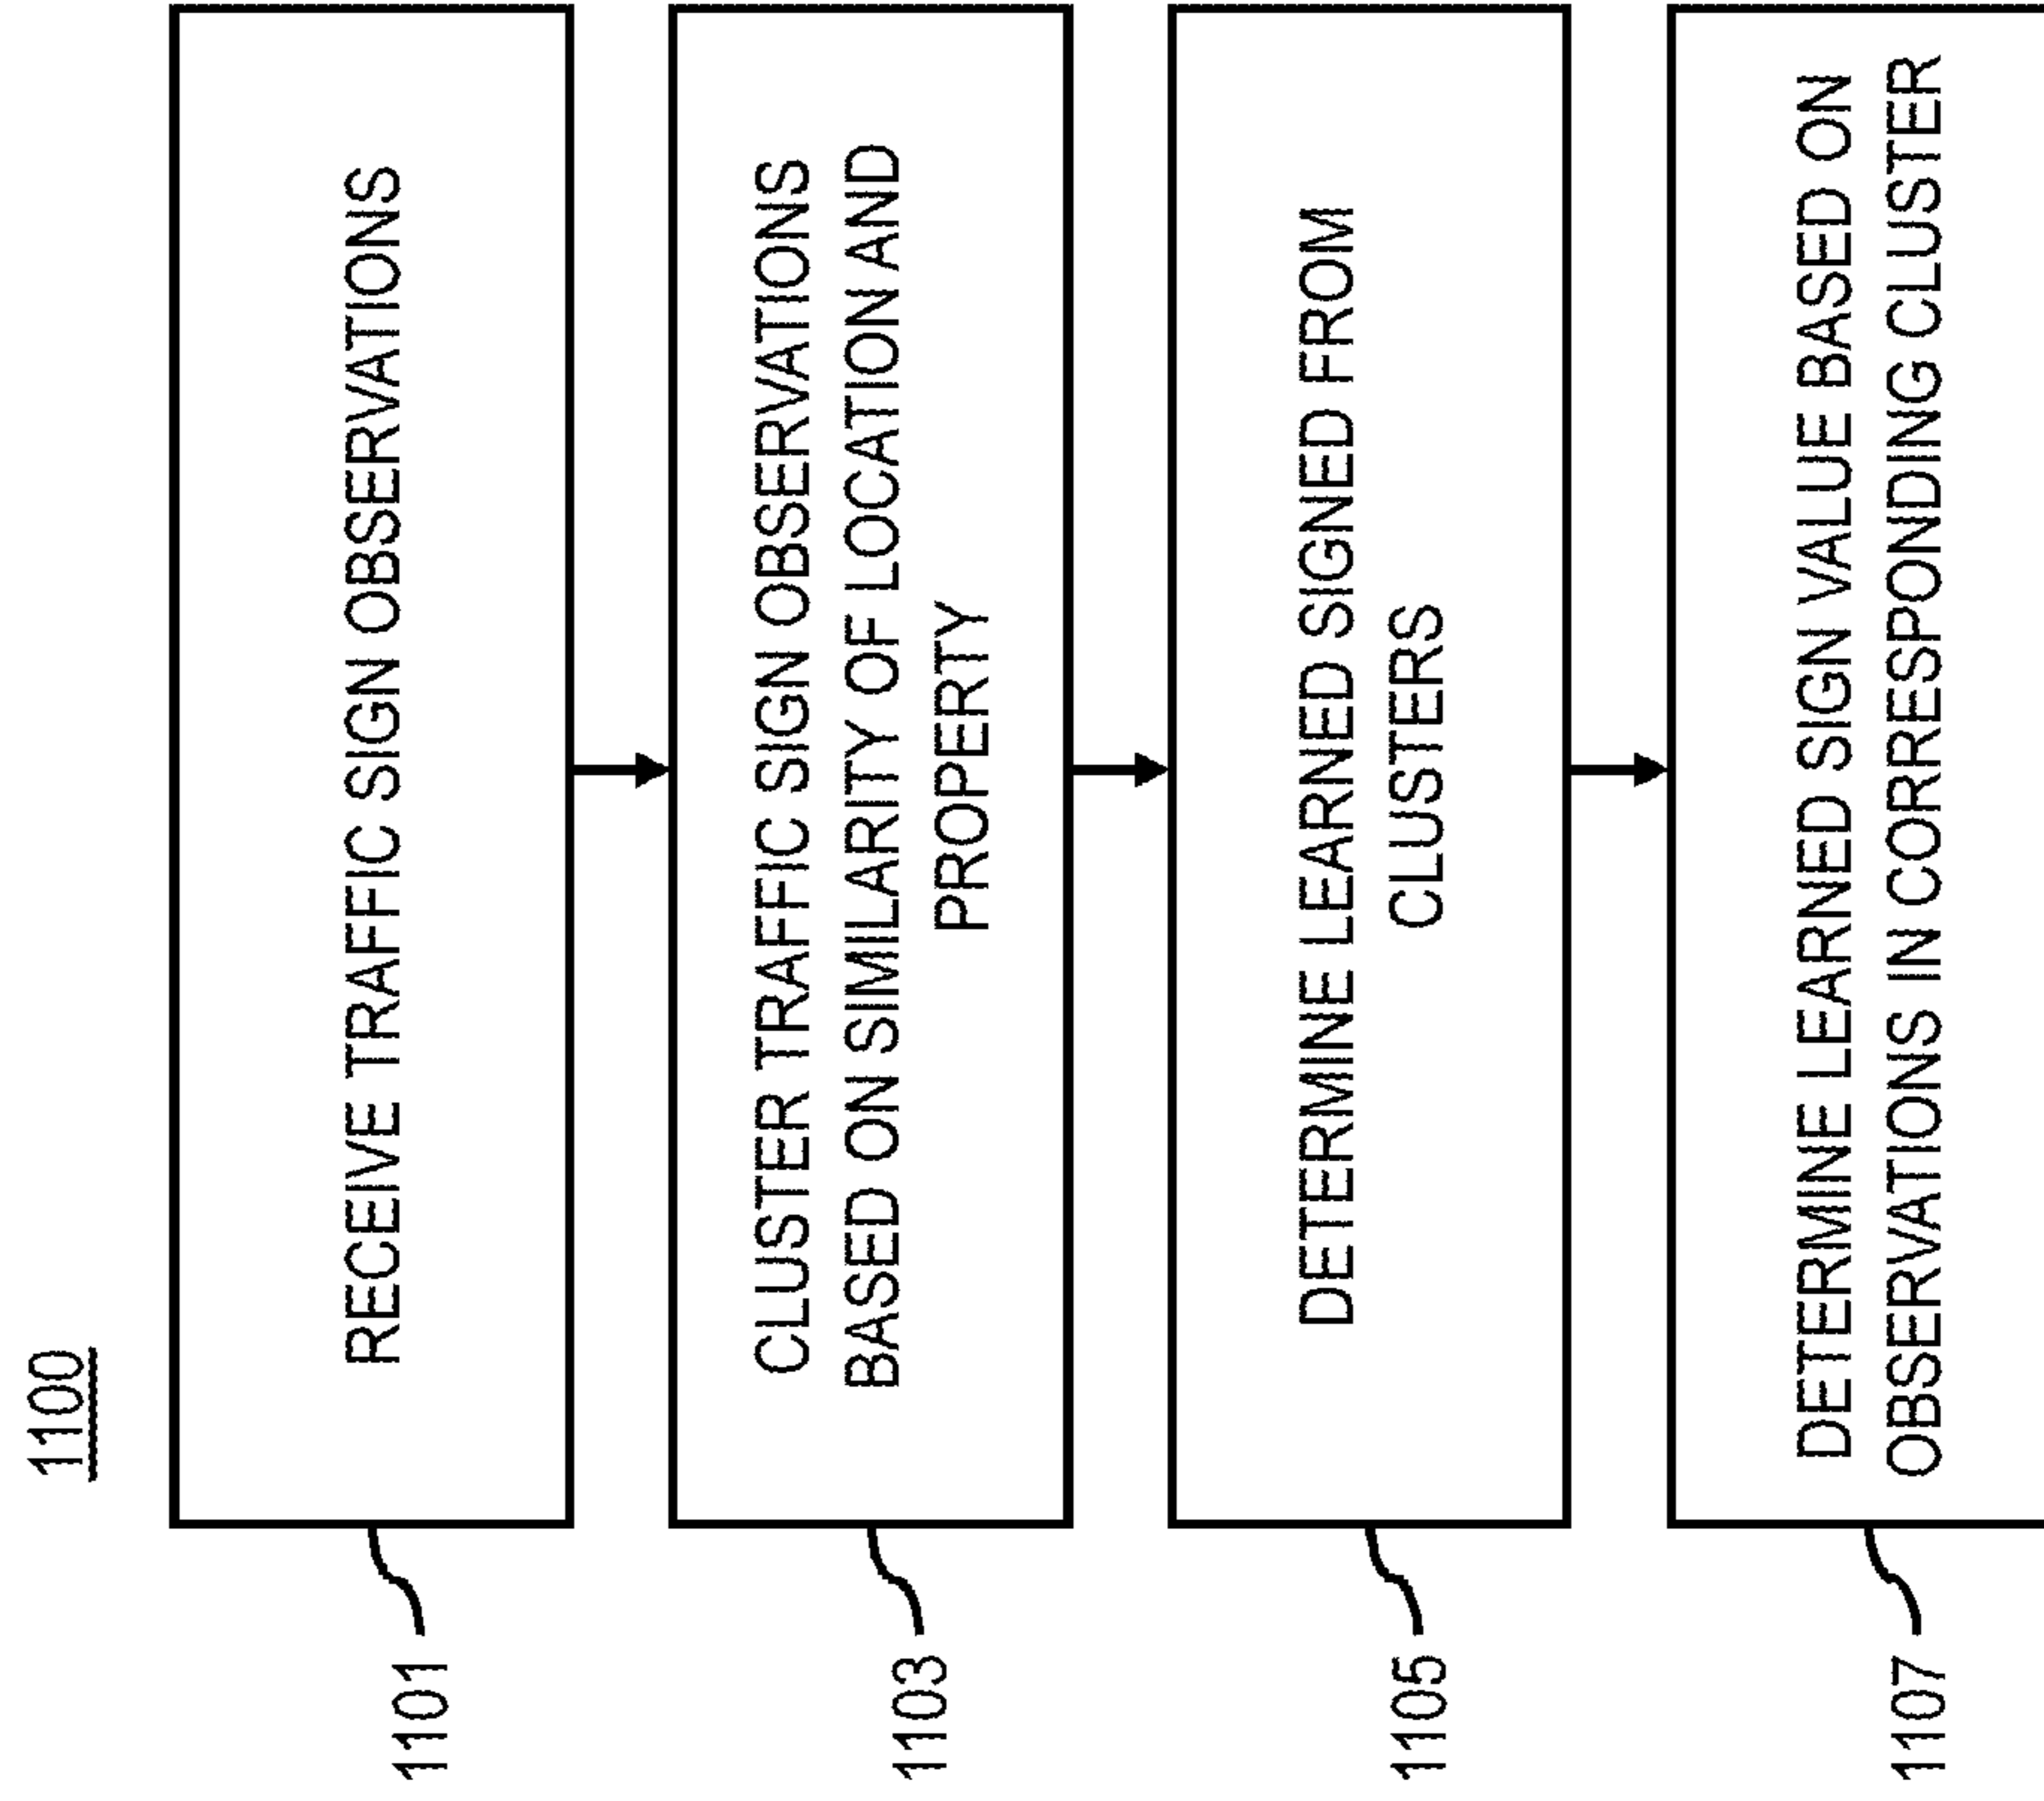 1100
1101
RECEIVE TRAFFIC SIGN OBSERVATIONS
1103
CLUSTER TRAFFIC SIGN OBSERVATIONS
BASED ON SIMILARITY OF LOCATION AND
PROPERTY
1105
DETERMINE LEARNED SIGNED FROM
CLUSTERS
1107
DETERMINE LEARNED SIGN VALUE BASED ON
OBSERVATIONS IN CORRESPONDING CLUSTER